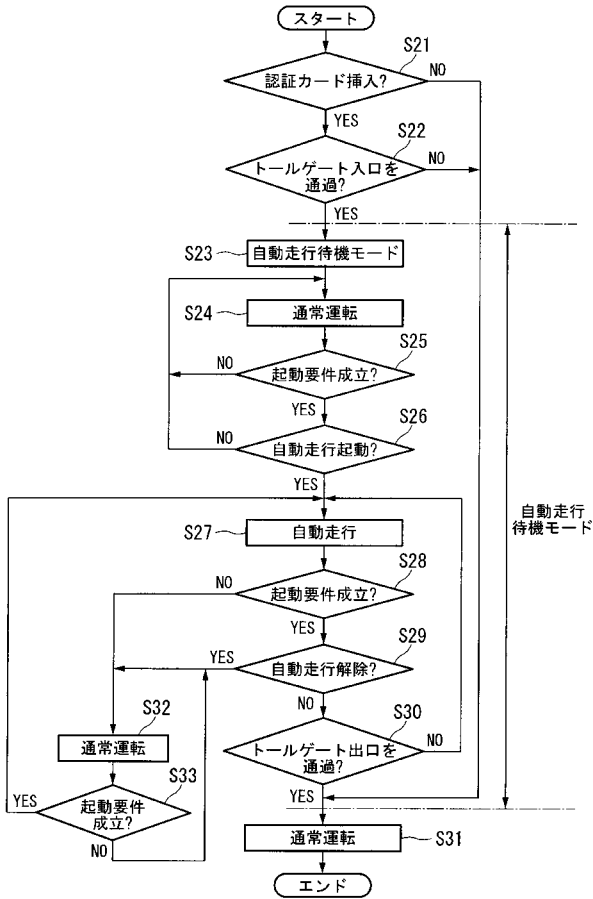 スタート
S21
認証カード挿入?
NO
YES
S22
トールゲート入口を
通過?
NO
YES
S23
自動走行待機モード
S24
通常運転
S25
起動要件成立?
NO
YES
S26
自動走行起動?
NO
YES
自動走行
待機モード
S27
自動走行
S28
起動要件成立?
NO
YES
S29
自動走行解除?
YES
NO
S30
トールゲート出口を
通過?
NO
YES
S32
通常運転
S33
起動要件
成立?
YES
NO
通常運転
S31
エンド